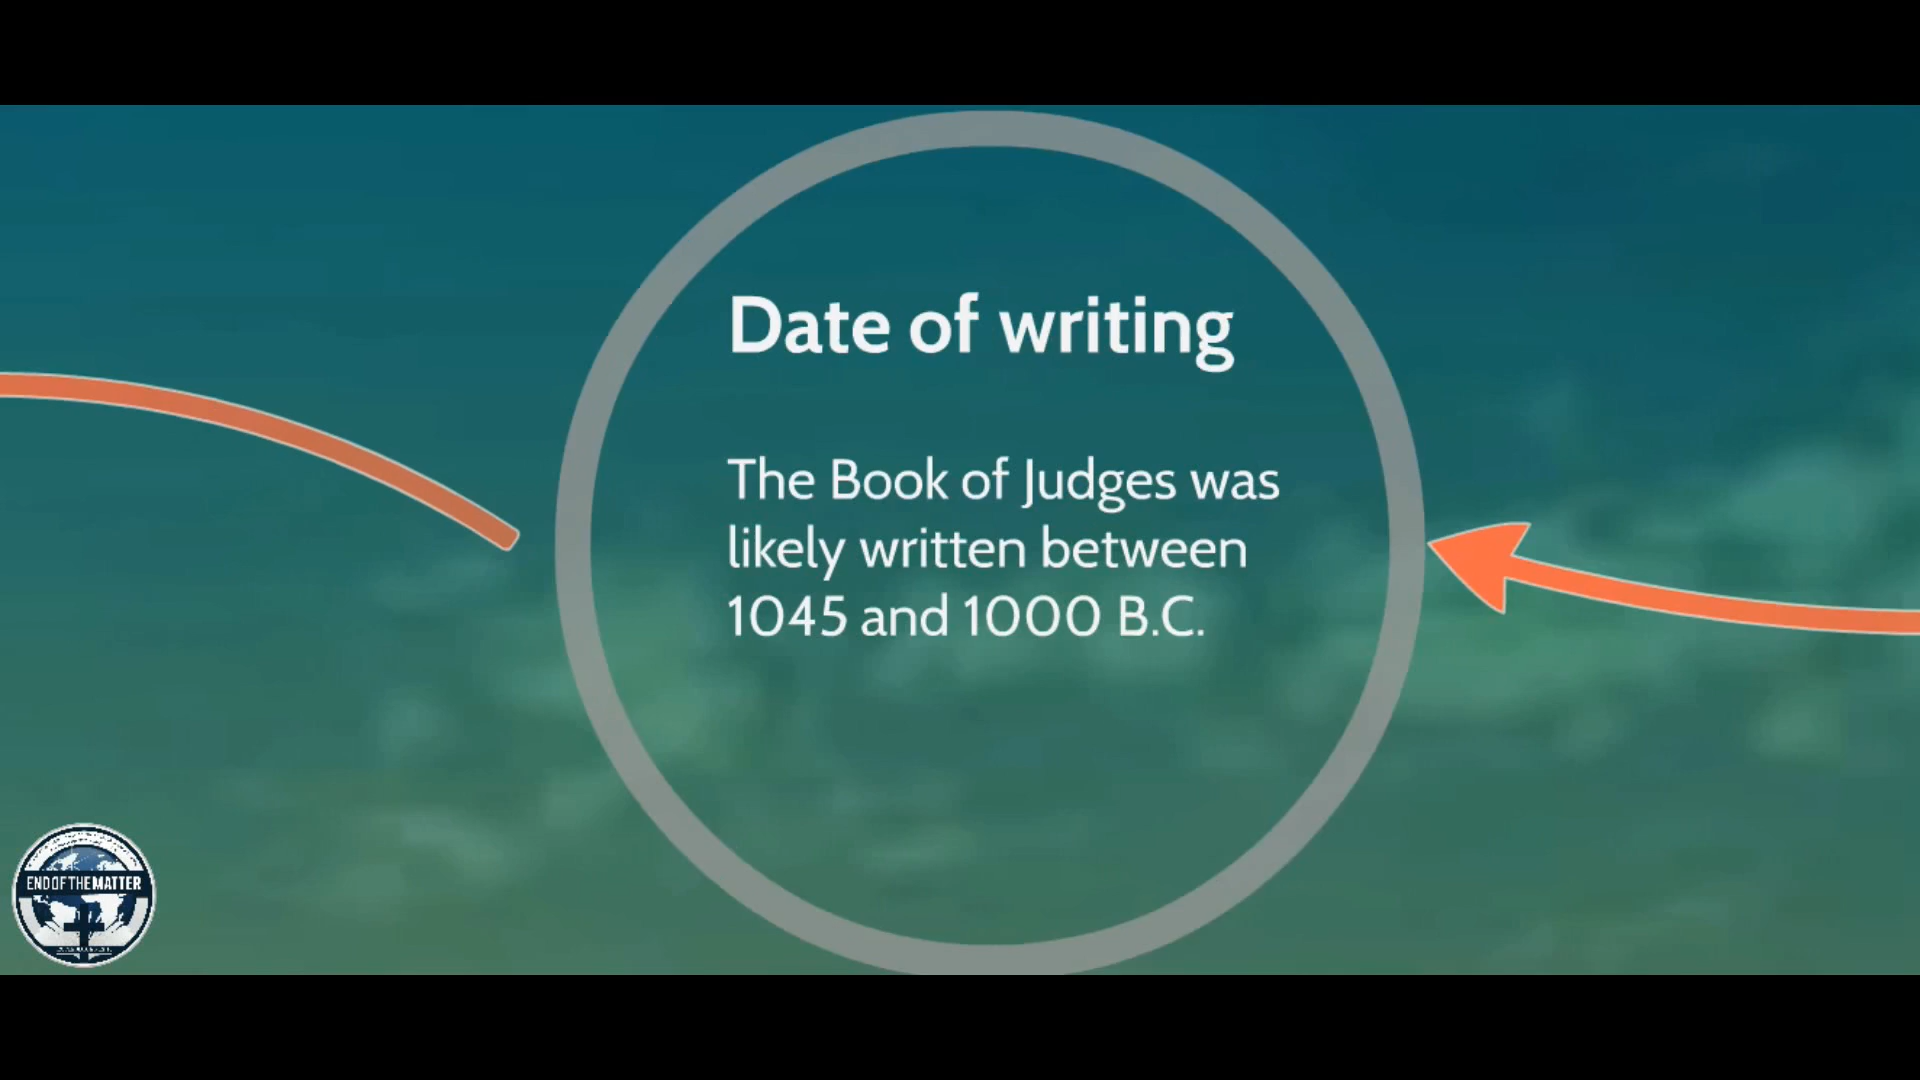 Date of writing
The Book of Judges was
likely written between
1045 and 1000 B.C.
ENDOFTHEMATTER